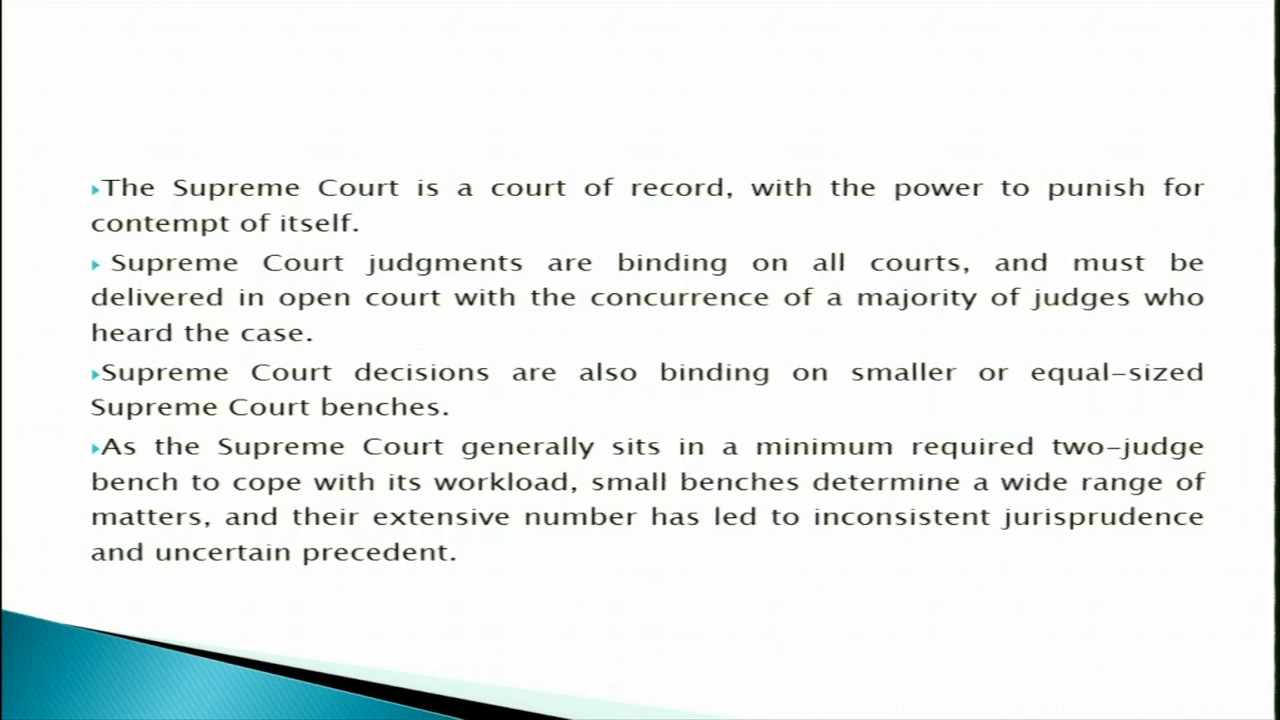 The Supreme Court is a court of record, with the power to punish for
contempt of itself.
Supreme Court judgments are binding on all courts, and must be
delivered in open court with the concurrence of a majority of judges who
heard the case.
Supreme Court decisions are also binding on smaller or equal-sized
Supreme Court benches.
As the Supreme Court generally sits in a minimum required two-judge
bench to cope with its workload, small benches determine a wide range of
matters, and their extensive number has led to inconsistent jurisprudence
and uncertain precedent.